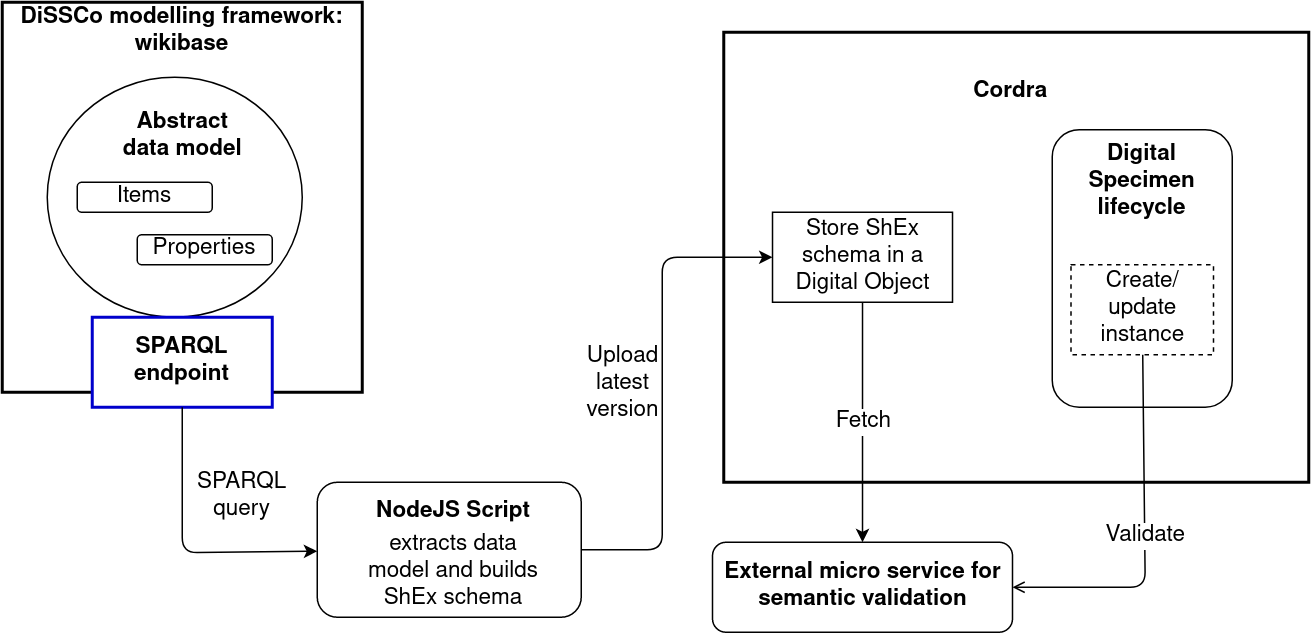 DiSSCo modelling framework:
wikibase
Abstract
data model
Items
Properties
SPARQL
endpoint
SPARQL
query
NodeJS Script
extracts data
model and builds
ShEx schema
Upload
latest
version
Cordra
Store ShEx
schema in a
Digital Object
Fetch
Digital
Specimen
lifecycle
Create/
update
instance
Validate
External micro service for
semantic validation